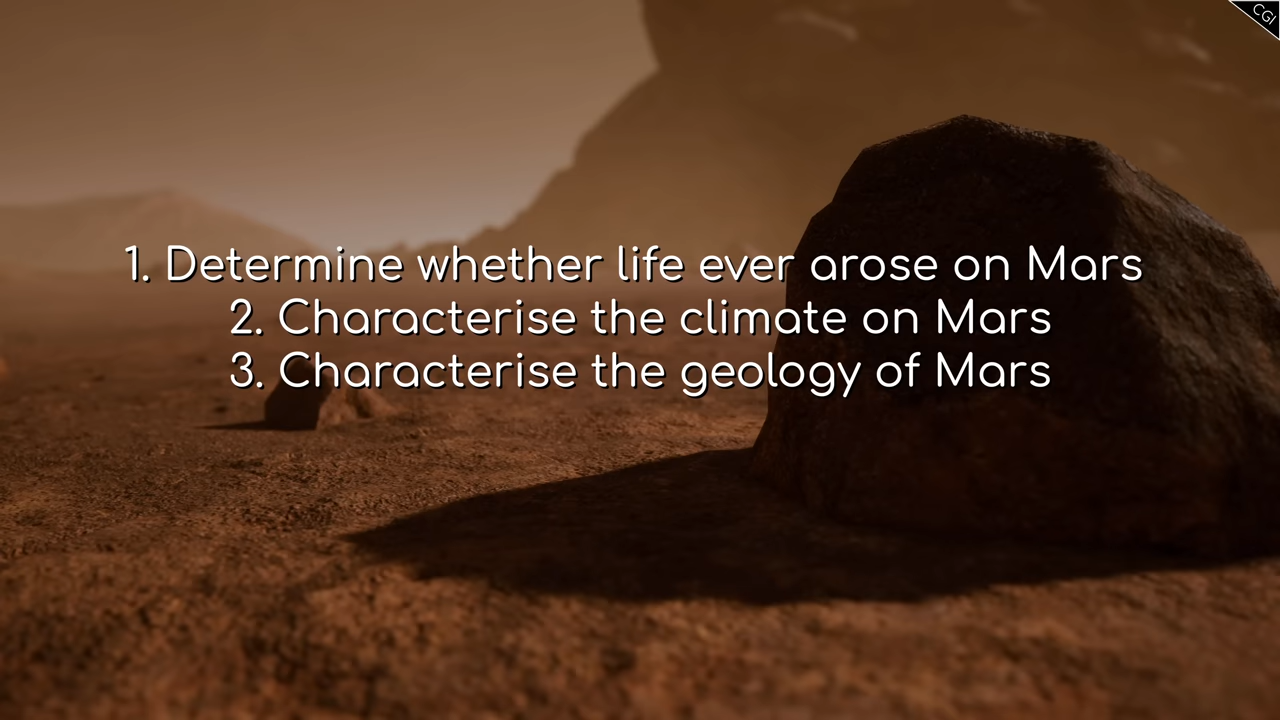 CGI
1. Determine whether life ever arose on Mars
2. Characterise the climate on Mars
3. Characterise the geology of Mars